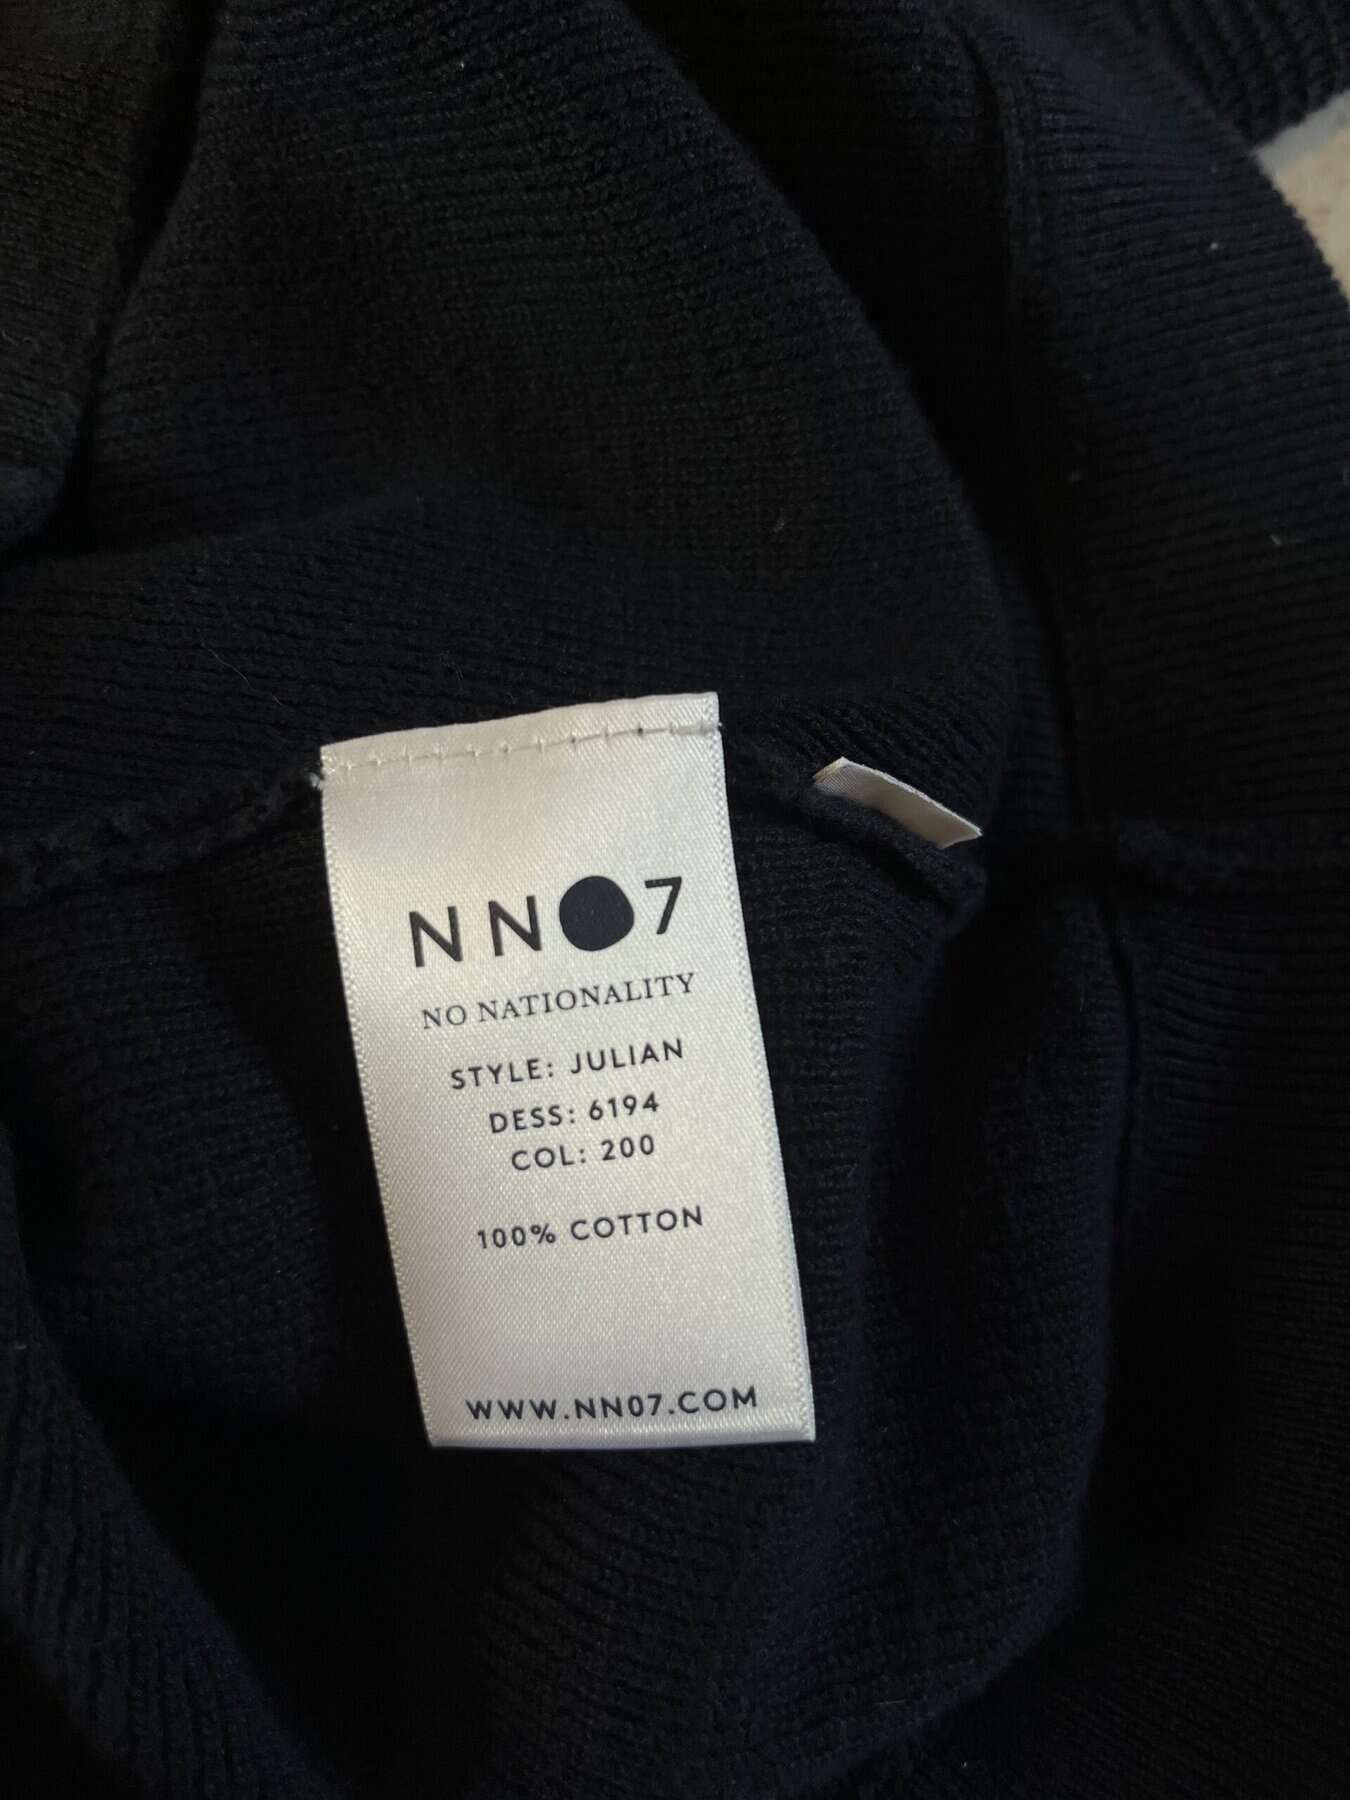 NN●7
NO NATIONALITY
STYLE: JULIAN
DESS: 6194
COL: 200
100% COTTON
WWW.NN07.COM